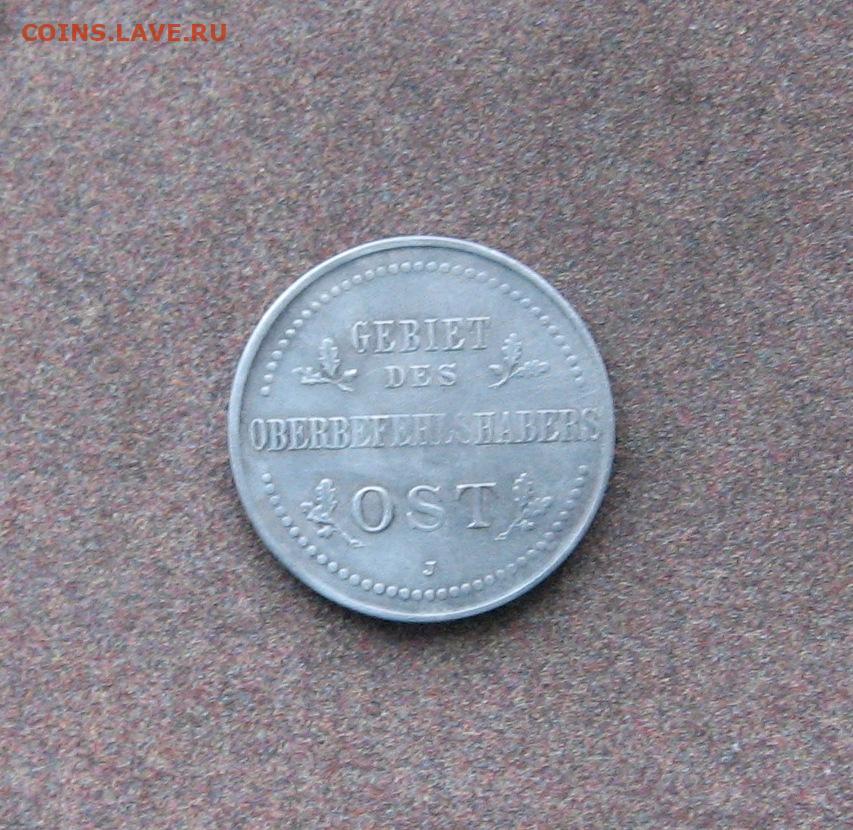 COINS.LAVE.RU
GEBIET
DES
OBERBEFEHLSHABERS
OST
J